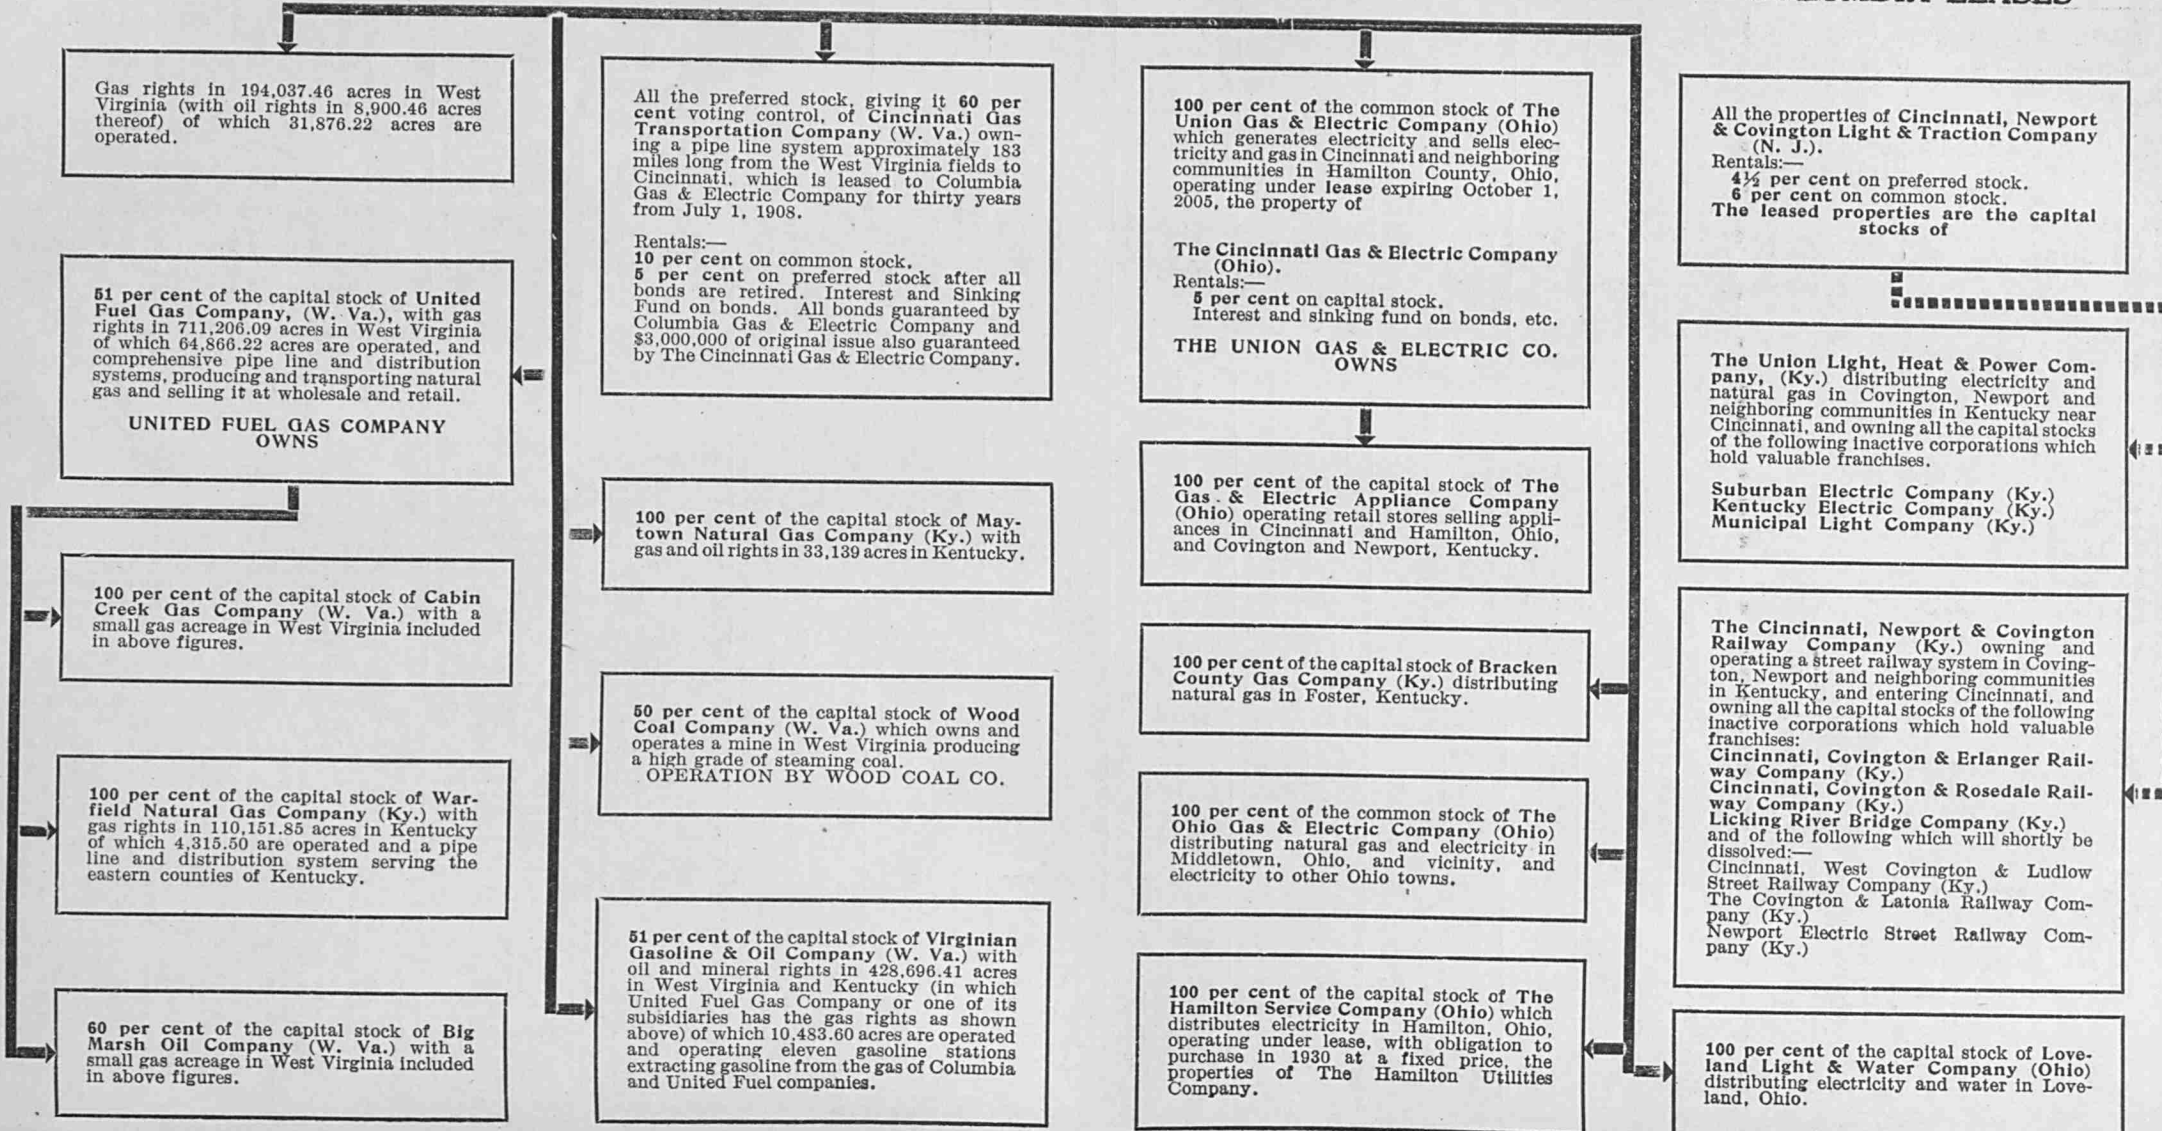 Gas rights in 194,037.46 acres in West
Virginia (with oil rights in 8,900.46 acres
thereof) of which 31,876.22 acres are
operated.
51 per cent of the capital stock of United
Fuel Gas Company, (W. Va.), with gas
rights in 711,206.09 acres in West Virginia
of which 64,866.22 acres are operated, and
comprehensive pipe line and distribution
systems, producing and transporting natural
gas and selling it at wholesale and retail.
UNITED FUEL GAS COMPANY
OWNS
100 per cent of the capital stock of Cabin
Creek Gas Company (W. Va.) with a
small gas acreage in West Virginia included
in above figures.
100 per cent of the capital stock of War-
field Natural Gas Company (Ky.) with
gas rights in 110,151.85 acres in Kentucky
of which 4,315.50 are operated and a pipe
line and distribution system serving the
eastern counties of Kentucky.
60 per cent of the capital stock of Big
Marsh Oil Company (W. Va.) with a
small gas acreage in West Virginia included
in above figures.
All the preferred stock, giving it 60 per
cent voting control, of Cincinnati Gas
Transportation Company (W. Va.) own-
ing a pipe line system approximately 183
miles long from the West Virginia fields to
Cincinnati, which is leased to Columbia
Gas & Electric Company for thirty years
from July 1, 1908.
Rentals:—
10 per cent on common stock.
5 per cent on preferred stock after all
bonds are retired. Interest and Sinking
Fund on bonds. All bonds guaranteed by
Columbia Gas & Electric Company and
$3,000,000 of original issue also guaranteed
by The Cincinnati Gas & Electric Company.
100 per cent of the capital stock of May-
town Natural Gas Company (Ky.) with
gas and oil rights in 33,139 acres in Kentucky.
50 per cent of the capital stock of Wood
Coal Company (W. Va.) which owns and
operates a mine in West Virginia producing
a high grade of steaming coal.
OPERATION BY WOOD COAL CO.
51 per cent of the capital stock of Virginian
Gasoline & Oil Company (W. Va.) with
oil and mineral rights in 428,696.41 acres
in West Virginia and Kentucky (in which
United Fuel Gas Company or one of its
subsidiaries has the gas rights as shown
above) of which 10,483.60 acres are operated
and operating eleven gasoline stations
extracting gasoline from the gas of Columbia
and United Fuel companies.
100 per cent of the common stock of The
Union Gas & Electric Company (Ohio)
which generates electricity and sells elec-
tricity and gas in Cincinnati and neighboring
communities in Hamilton County, Ohio,
operating under lease expiring October 1,
2005, the property of
The Cincinnati Gas & Electric Company
(Ohio).
Rentals:—
5 per cent on capital stock.
Interest and sinking fund on bonds, etc.
THE UNION GAS & ELECTRIC CO.
OWNS
100 per cent of the capital stock of The
Gas & Electric Appliance Company
(Ohio) operating retail stores selling appli-
ances in Cincinnati and Hamilton, Ohio,
and Covington and Newport, Kentucky.
100 per cent of the capital stock of Bracken
County Gas Company (Ky.) distributing
natural gas in Foster, Kentucky.
100 per cent of the common stock of The
Ohio Gas & Electric Company (Ohio)
distributing natural gas and electricity in
Middletown, Ohio, and vicinity, and
electricity to other Ohio towns.
100 per cent of the capital stock of The
Hamilton Service Company (Ohio) which
distributes electricity in Hamilton, Ohio,
operating under lease, with obligation to
purchase in 1930 at a fixed price, the
properties of The Hamilton Utilities
Company.
All the properties of Cincinnati, Newport
& Covington Light & Traction Company
(N. J.).
Rentals:—
4½ per cent on preferred stock.
6 per cent on common stock.
The leased properties are the capital
stocks of
The Union Light, Heat & Power Com-
pany, (Ky.) distributing electricity and
natural gas in Covington, Newport and
neighboring communities in Kentucky near
Cincinnati, and owning all the capital stocks
of the following inactive corporations which
hold valuable franchises.
Suburban Electric Company (Ky.)
Kentucky Electric Company (Ky.)
Municipal Light Company (Ky.)
The Cincinnati, Newport & Covington
Railway Company (Ky.) owning and
operating a street railway system in Coving-
ton, Newport and neighboring communities
in Kentucky, and entering Cincinnati, and
owning all the capital stocks of the following
inactive corporations which hold valuable
franchises:
Cincinnati, Covington & Erlanger Rail-
way Company (Ky.)
Cincinnati, Covington & Rosedale Rail-
way Company (Ky.)
Licking River Bridge Company (Ky.)
and of the following which will shortly be
dissolved:—
Cincinnati, West Covington & Ludlow
Street Railway Company (Ky.)
The Covington & Latonia Railway Com-
pany (Ky.)
Newport Electric Street Railway Com-
pany (Ky.)
100 per cent of the capital stock of Love-
land Light & Water Company (Ohio)
distributing electricity and water in Love-
land, Ohio.